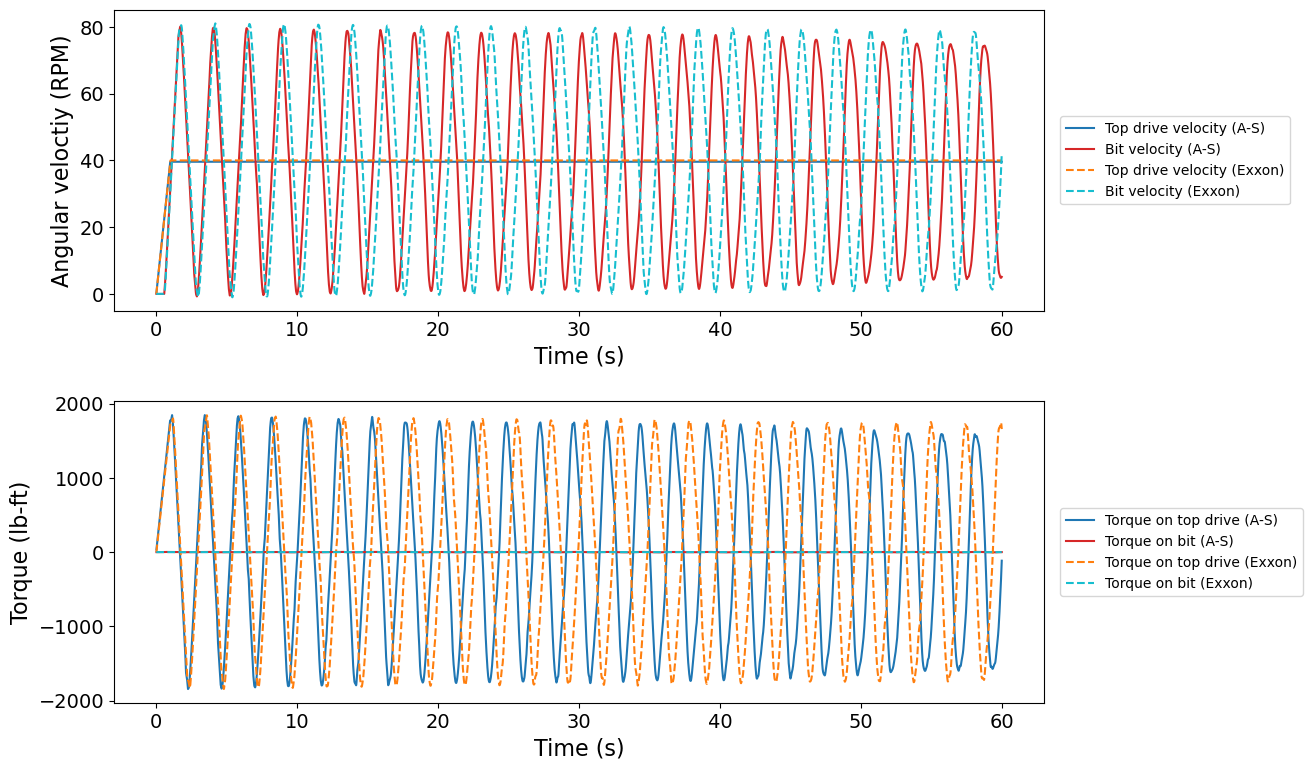 Angular veloctiy (RPM)
80
60
40
20
0
0 10 20 30 40 50 60
Time (s)
Top drive velocity (A-S)
Bit velocity (A-S)
Top drive velocity (Exxon)
Bit velocity (Exxon)
Torque (lb-ft)
2000
1000
0
−1000
−2000
0 10 20 30 40 50 60
Time (s)
Torque on top drive (A-S)
Torque on bit (A-S)
Torque on top drive (Exxon)
Torque on bit (Exxon)